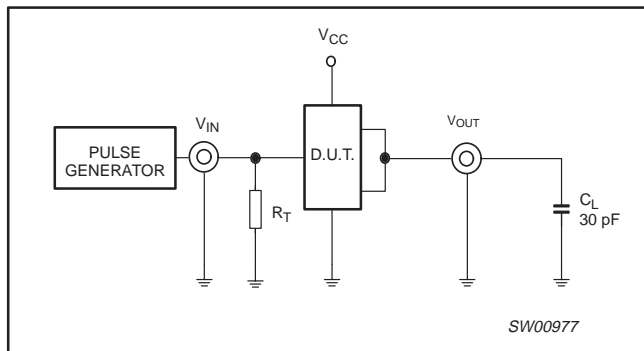 VCC
VIN
VOUT
PULSE
GENERATOR
D.U.T.
RT
CL
30 pF
SW00977